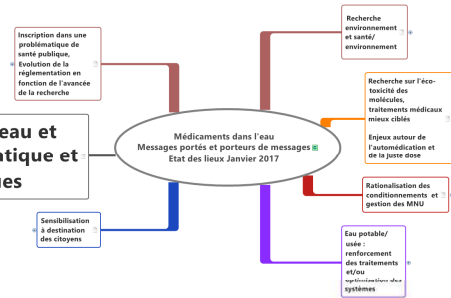 Inscription dans une
problématique de
santé publique,
Evolution de la
réglementation en
fonction de l'avancée
de la recherche
eau et
atique et
ues
Sensibilisation
à destination
des citoyens
Médicaments dans l'eau
Messages portés et porteurs de messages
Etat des lieux Janvier 2017
Recherche
environnement
et santé/
environnement
Recherche sur l'éco-
toxicité des
molécules,
traitements médicaux
mieux ciblés
Enjeux autour de
l'automédication et
de la juste dose
Rationalisation des
conditionnements et
gestion des MNU
Eau potable/
usée :
renforcement
des traitements
et/ou
optimisation des
systèmes